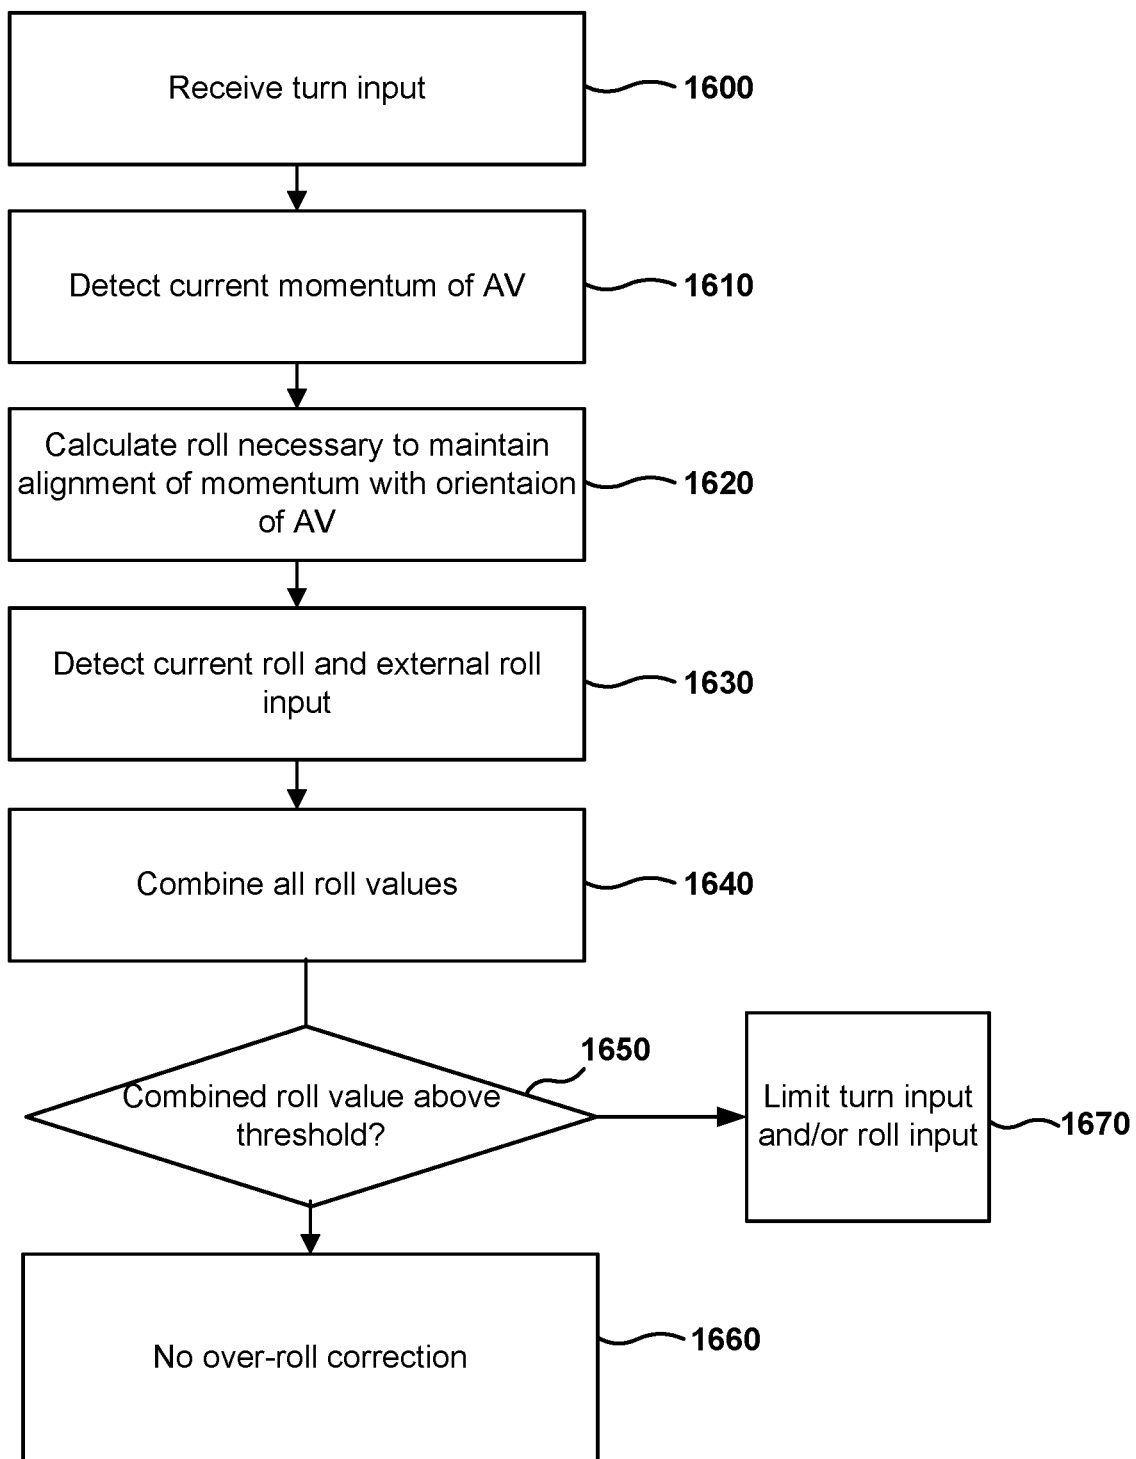 Receive turn input
1600
Detect current momentum of AV
1610
Calculate roll necessary to maintain
alignment of momentum with orientaion
of AV
1620
Detect current roll and external roll
input
1630
Combine all roll values
1640
1650
Combined roll value above
threshold?
Limit turn input
and/or roll input
1670
No over-roll correction
1660